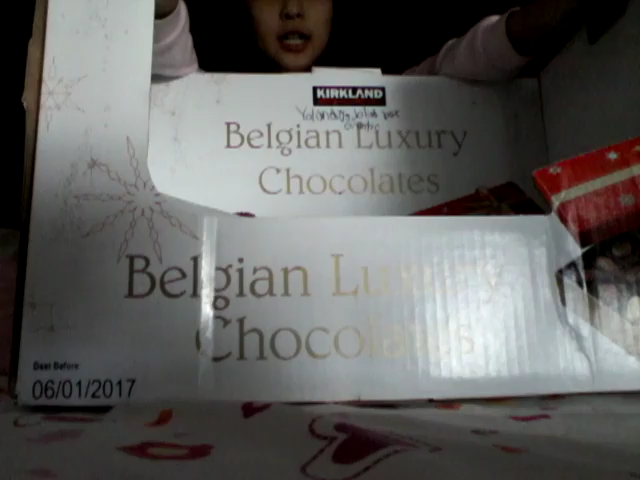 KIRKLAND
Belgian Luxury
Chocolates
Belgian Luxury
Chocolates
Best Before
06/01/2017